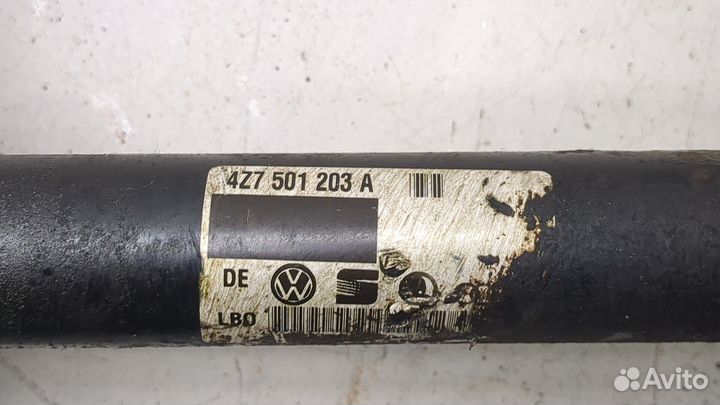 4Z7 501 203 A
DE
LBO
Avito